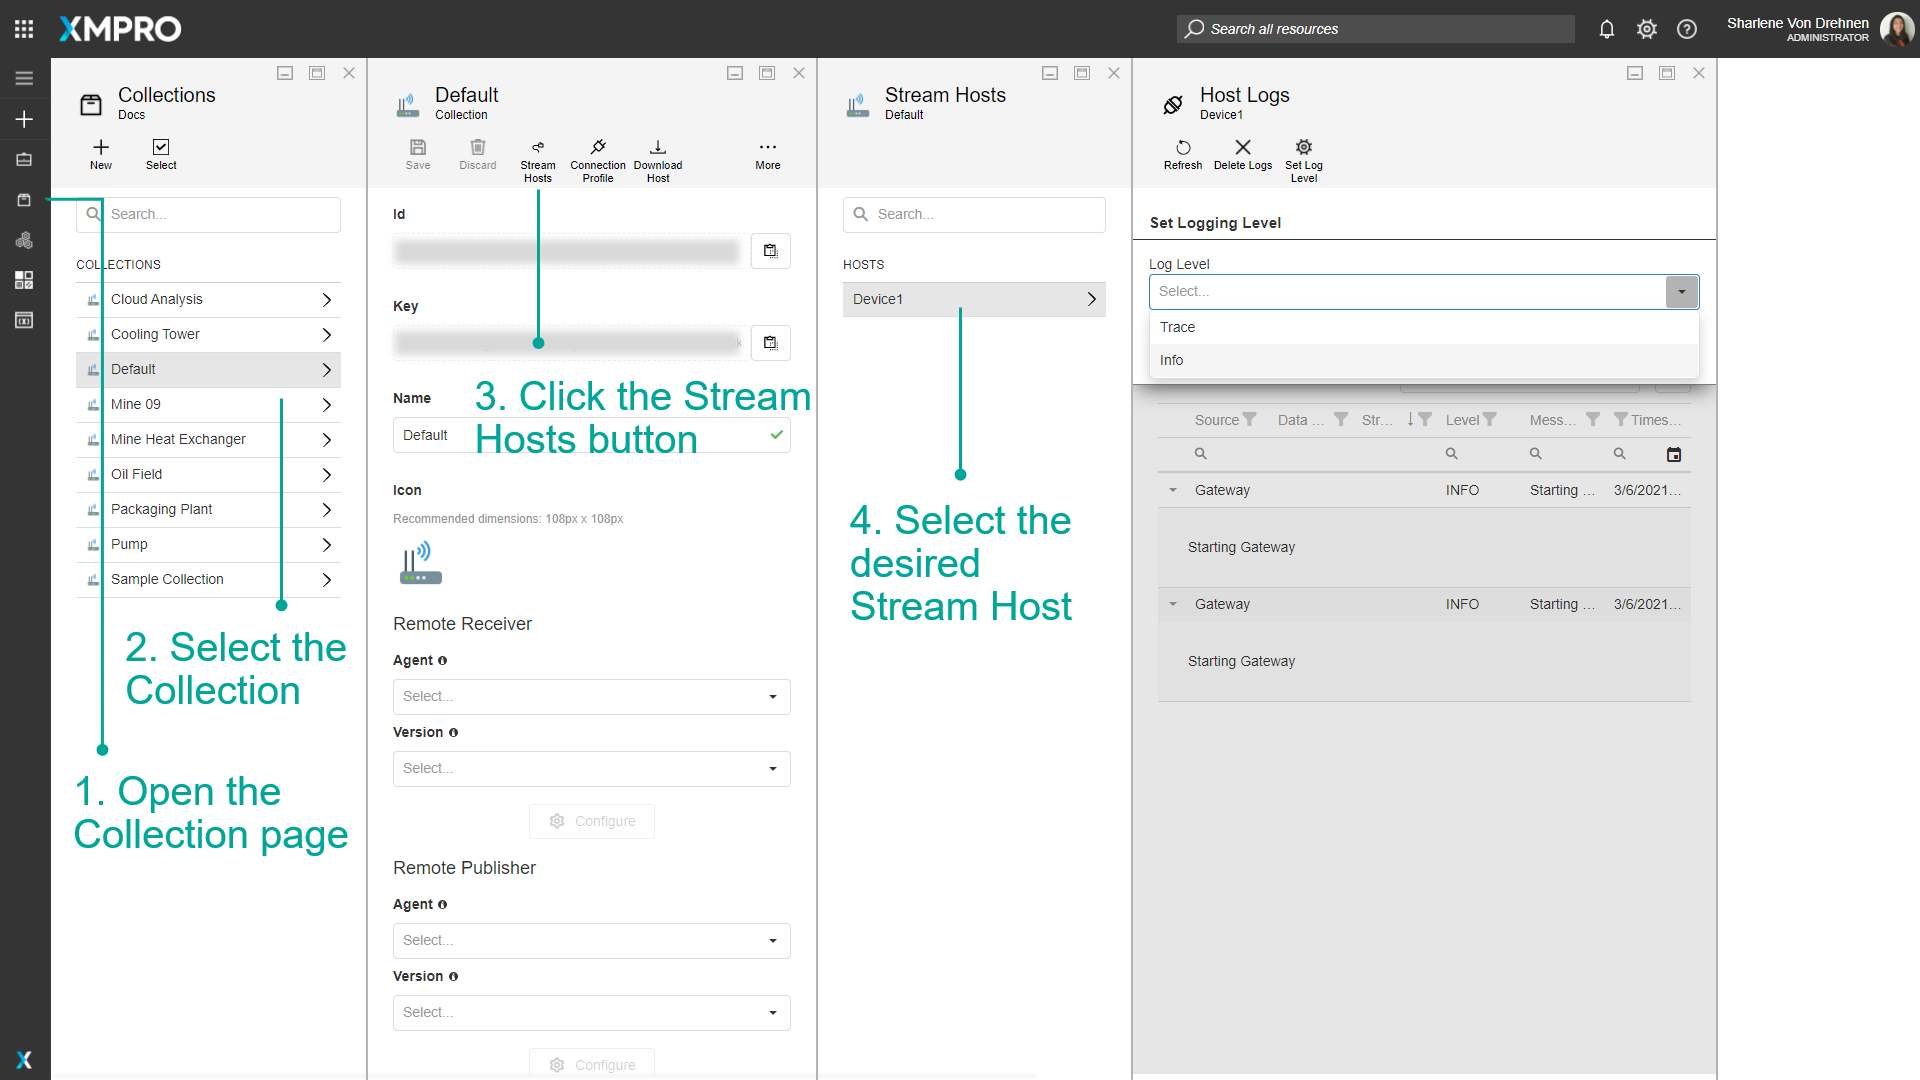 XMPRO
Search all resources
Sharlene Von Drehnen
ADMINISTRATOR
Collections
Docs
New
Select
Search...
COLLECTIONS
Cloud Analysis
Cooling Tower
Default
Mine 09
Mine Heat Exchanger
Oil Field
Packaging Plant
Pump
Sample Collection
2. Select the
Collection
1. Open the
Collection page
Default
Collection
Save
Discard
Stream
Hosts
Connection
Profile
Download
Host
More
Id
Key
Name
Default
3. Click the Stream
Hosts button
Icon
Recommended dimensions: 108px x 108px
Remote Receiver
Agent
Select...
Version
Select...
Configure
Remote Publisher
Agent
Select...
Version
Select...
Configure
Stream Hosts
Default
Search...
HOSTS
Device1
4. Select the
desired
Stream Host
Host Logs
Device1
Refresh
Delete Logs
Set Log
Level
Set Logging Level
Log Level
Select...
Trace
Info
Source Data ... Str... Level Mess... Times...
Gateway INFO Starting ... 3/6/2021...
Starting Gateway
Gateway INFO Starting ... 3/6/2021...
Starting Gateway